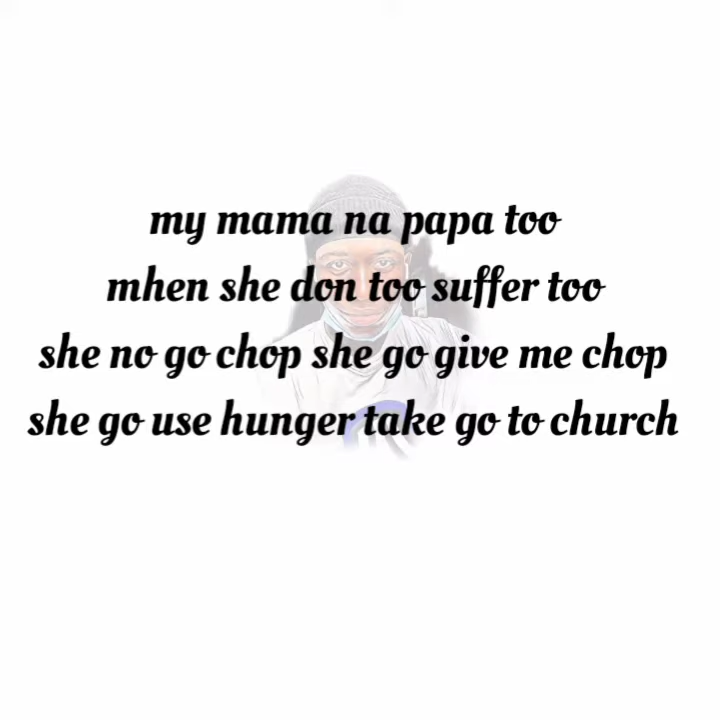 my mama na papa too
mhen she don too suffer too
she no go chop she go give me chop
she go use hunger take go to church